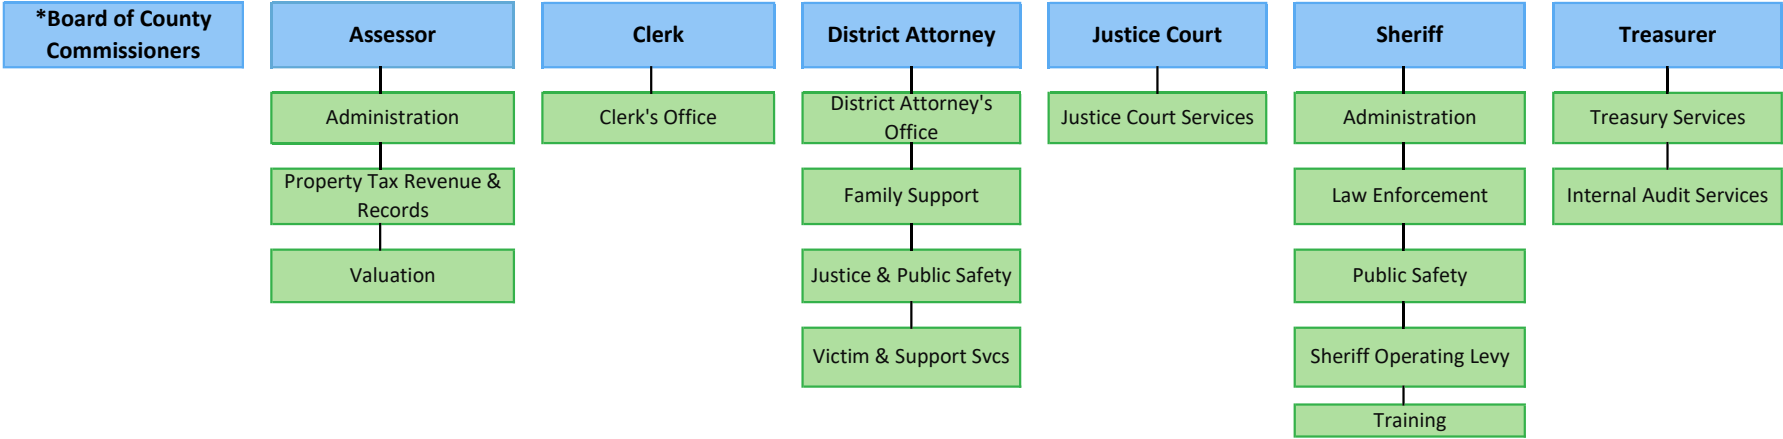 *Board of County
Commissioners
Assessor
Clerk
District Attorney
Justice Court
Sheriff
Treasurer
Administration
Clerk's Office
District Attorney's
Office
Justice Court Services
Administration
Treasury Services
Property Tax Revenue &
Records
Family Support
Law Enforcement
Internal Audit Services
Valuation
Justice & Public Safety
Public Safety
Victim & Support Svcs
Sheriff Operating Levy
Training